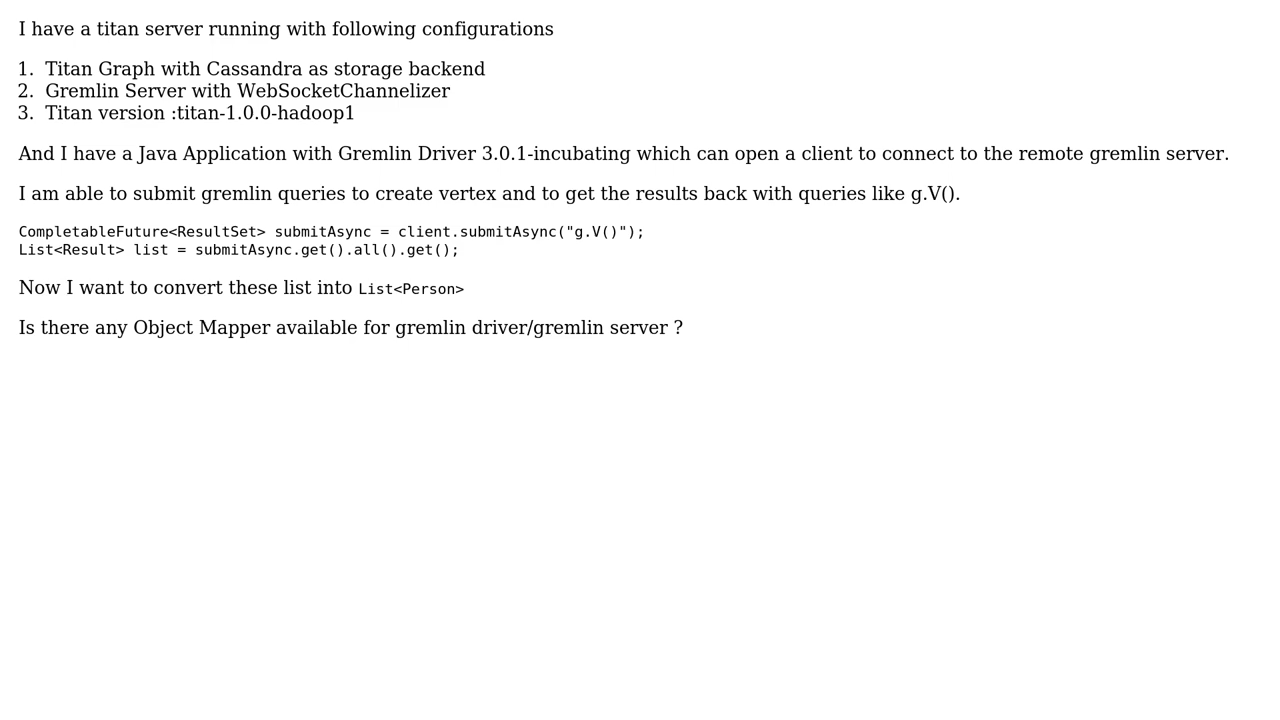 I have a titan server running with following configurations
1. Titan Graph with Cassandra as storage backend
2. Gremlin Server with WebSocketChannelizer
3. Titan version :titan-1.0.0-hadoop1
And I have a Java Application with Gremlin Driver 3.0.1-incubating which can open a client to connect to the remote gremlin server.
I am able to submit gremlin queries to create vertex and to get the results back with queries like g.V().
CompletableFuture<ResultSet> submitAsync = client.submitAsync("g.V()");
List<Result> list = submitAsync.get().all().get();
Now I want to convert these list into List<Person>
Is there any Object Mapper available for gremlin driver/gremlin server ?